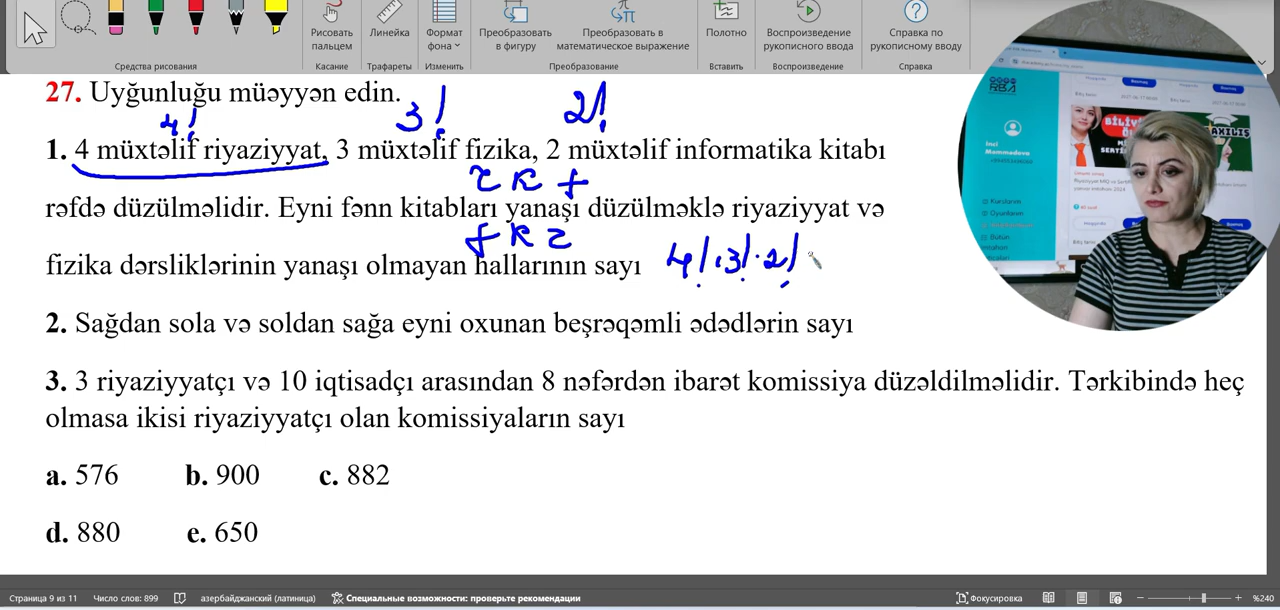 Рисовать пальцем
Линейка
Формат фона
Преобразовать в фигуру
Преобразовать в математическое выражение
Полотно
Воспроизведение рукописного ввода
Справка по рукописному вводу
Средства рисования
Касание
Трафареты
Изменить
Преобразование
Вставить
Воспроизведение
Справка
27. Uyğunluğu müəyyən edin.
4! 3! 2!
1. 4 müxtəlif riyaziyyat, 3 müxtəlif fizika, 2 müxtəlif informatika kitabı
rəfdə düzülməlidir. Eyni fənn kitabları yanaşı düzülməklə riyaziyyat və
fizika dərsliklərinin yanaşı olmayan hallarının sayı 4! · 3! · 2!
2. Sağdan sola və soldan sağa eyni oxunan beşrəqəmli ədədlərin sayı
3. 3 riyaziyyatçı və 10 iqtisadçı arasından 8 nəfərdən ibarət komissiya düzəldilməlidir. Tərkibində heç
olmasa ikisi riyaziyyatçı olan komissiyaların sayı
a. 576 b. 900 c. 882
d. 880 e. 650
RBA
İnci
Məmmədova
Страница 9 из 11 Число слов: 899 азербайджанский (латиница) Специальные возможности: проверьте рекомендации Фокусировка %240